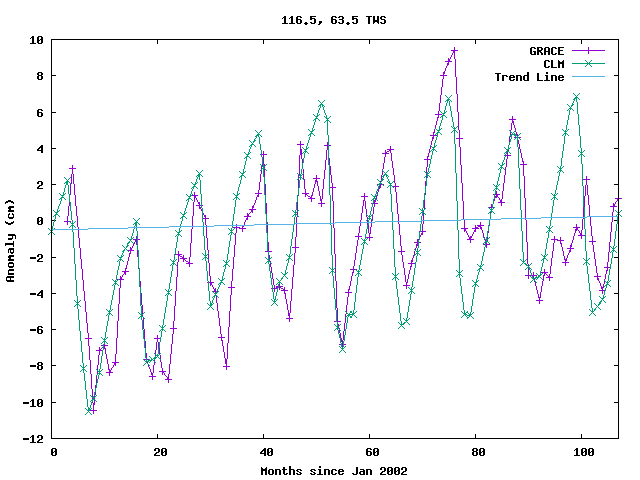 116.5, 63.5 TWS
GRACE
CLM
Trend Line
10
8
6
4
2
0
-2
-4
-6
-8
-10
-12
Anomaly (cm)
0 20 40 60 80 100
Months since Jan 2002